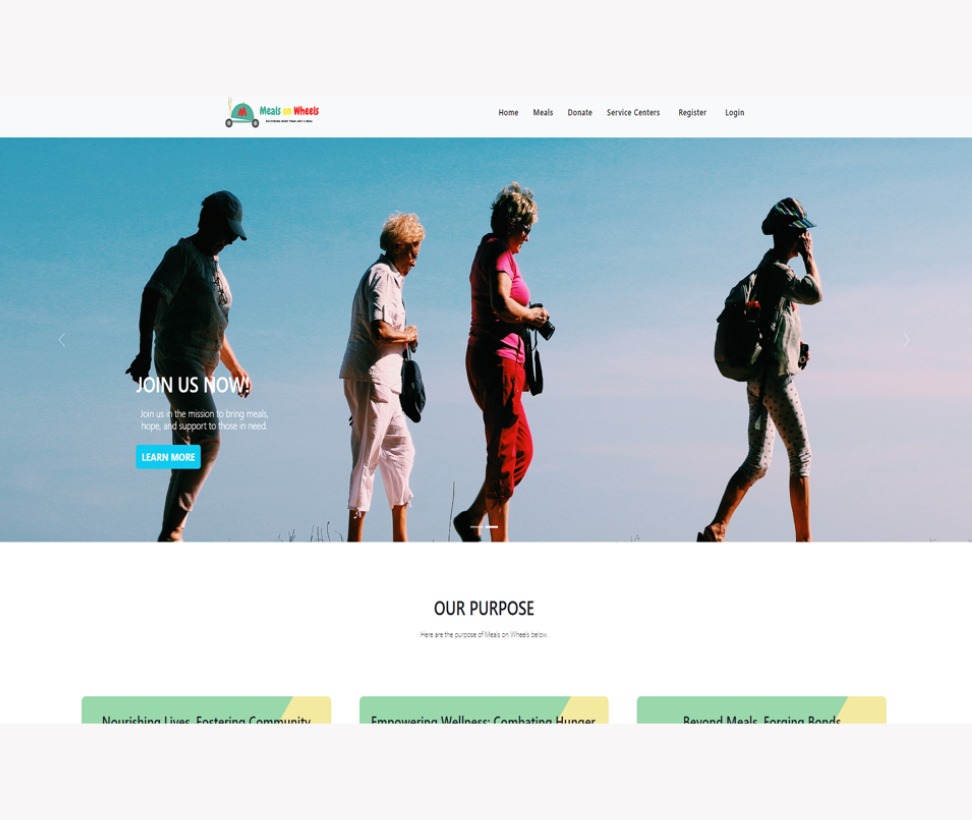 Meals on Wheels
Home Meals Donate Service Centers Register Login
JOIN US NOW!
Join us in the mission to bring meals,
hope, and support to those in need.
LEARN MORE
OUR PURPOSE
Here are the purpose of Meals on Wheels below.
Nourishing Lives, Fostering Community
Empowering Wellness: Combating Hunger
Beyond Meals, Forging Bonds